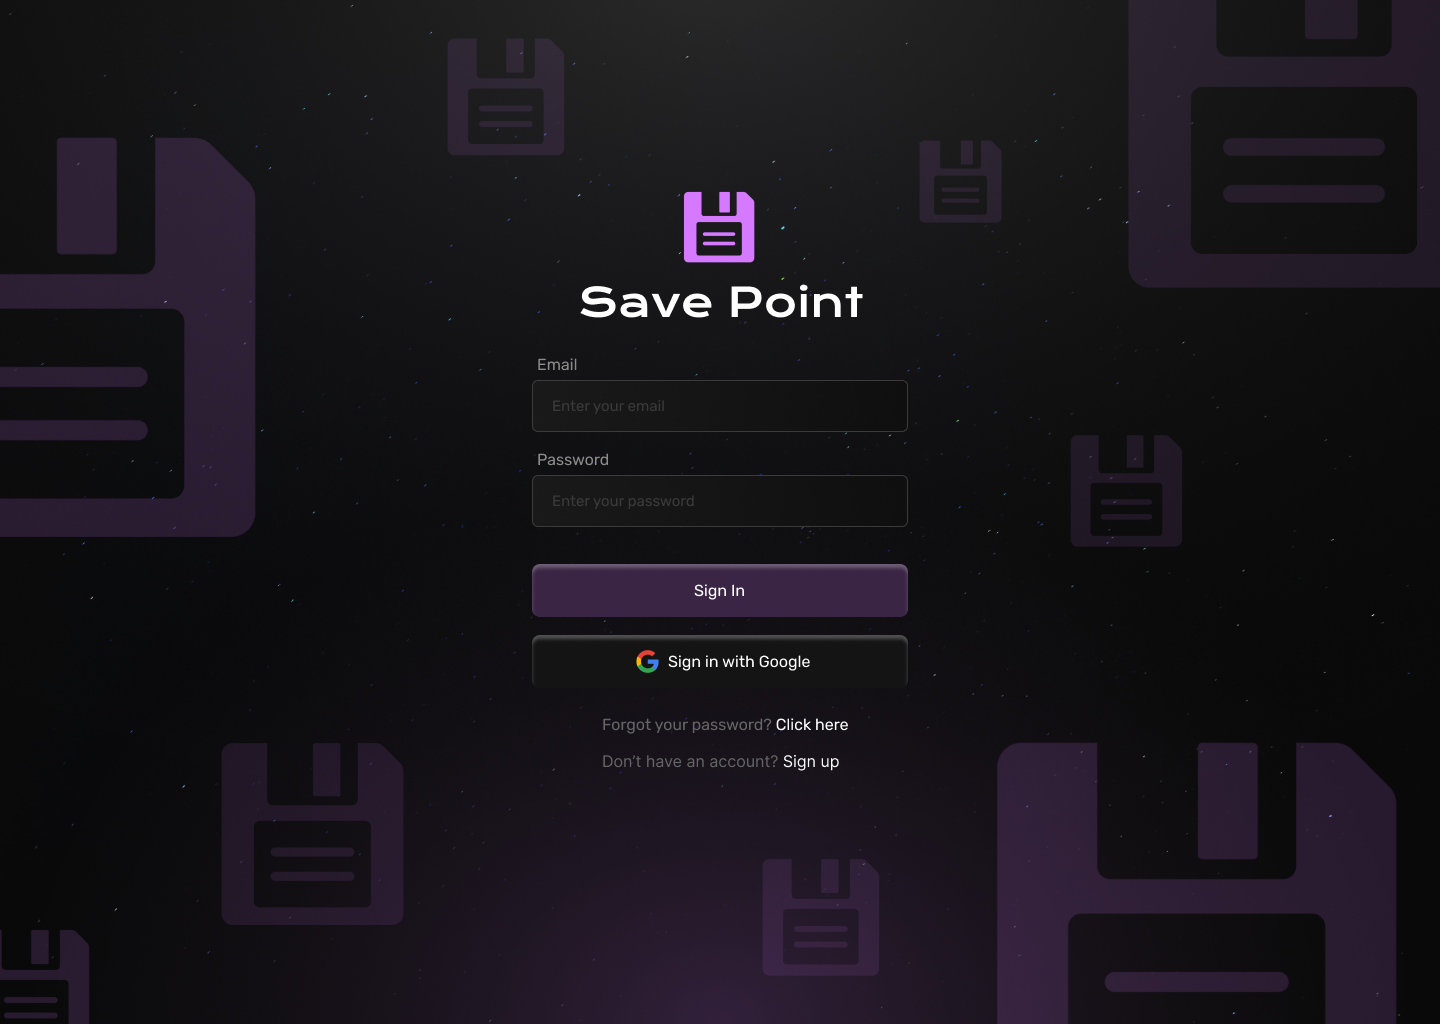 Save Point
Email
Enter your email
Password
Enter your password
Sign In
Sign in with Google
Forgot your password? Click here
Don't have an account? Sign up